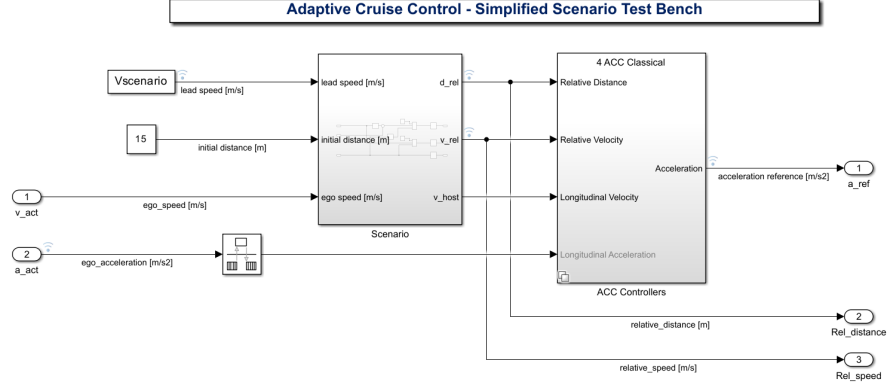 Adaptive Cruise Control - Simplified Scenario Test Bench
4 ACC Classical
Vscenario
lead speed [m/s]
lead speed [m/s]
d_rel
Relative Distance
15
initial distance [m]
initial distance [m]
v_rel
Relative Velocity
Acceleration
acceleration reference [m/s2]
1
a_ref
1
v_act
ego_speed [m/s]
ego speed [m/s]
v_host
Longitudinal Velocity
Scenario
2
a_act
ego_acceleration [m/s2]
Longitudinal Acceleration
ACC Controllers
relative_distance [m]
2
Rel_distance
relative_speed [m/s]
3
Rel_speed